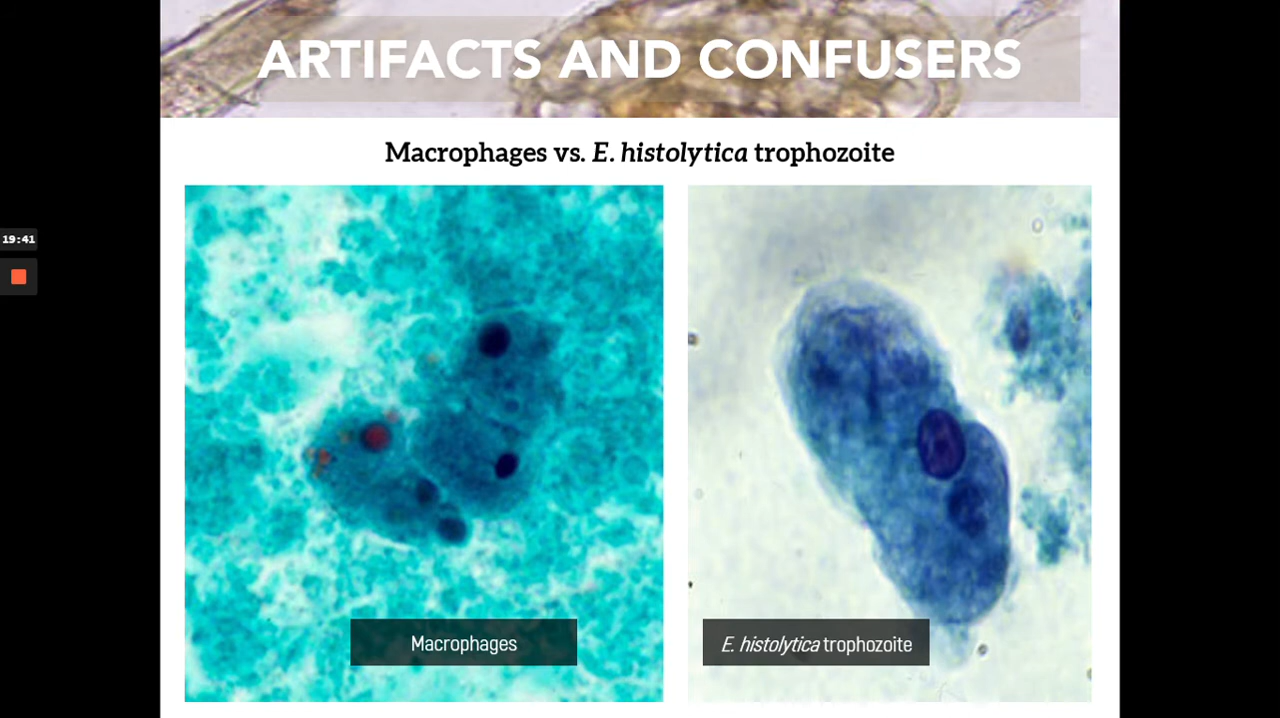 ARTIFACTS AND CONFUSERS
Macrophages vs. E. histolytica trophozoite
19:41
Macrophages
E. histolytica trophozoite